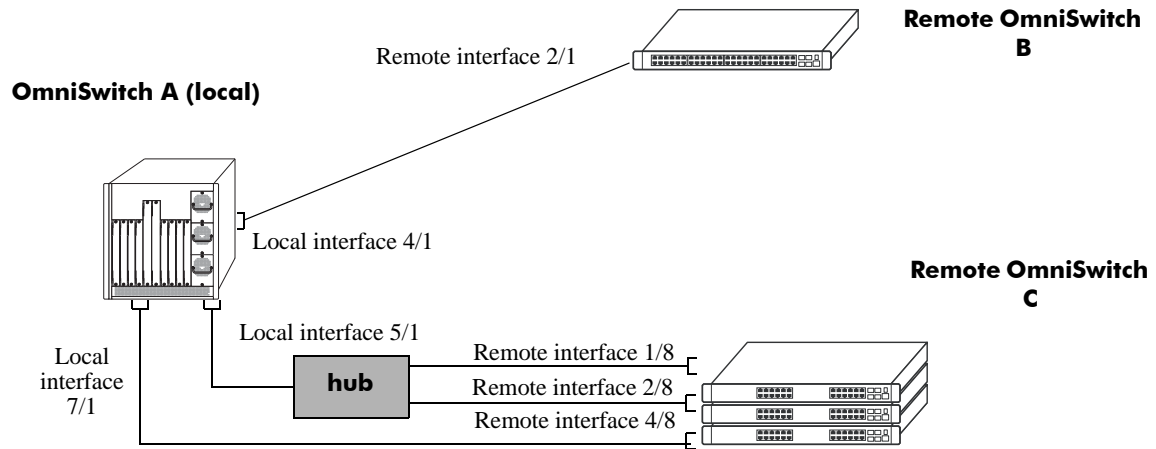 Remote OmniSwitch
B
Remote interface 2/1
OmniSwitch A (local)
Local interface 4/1
Remote OmniSwitch
C
Local interface 5/1
Local
interface
7/1
hub
Remote interface 1/8
Remote interface 2/8
Remote interface 4/8